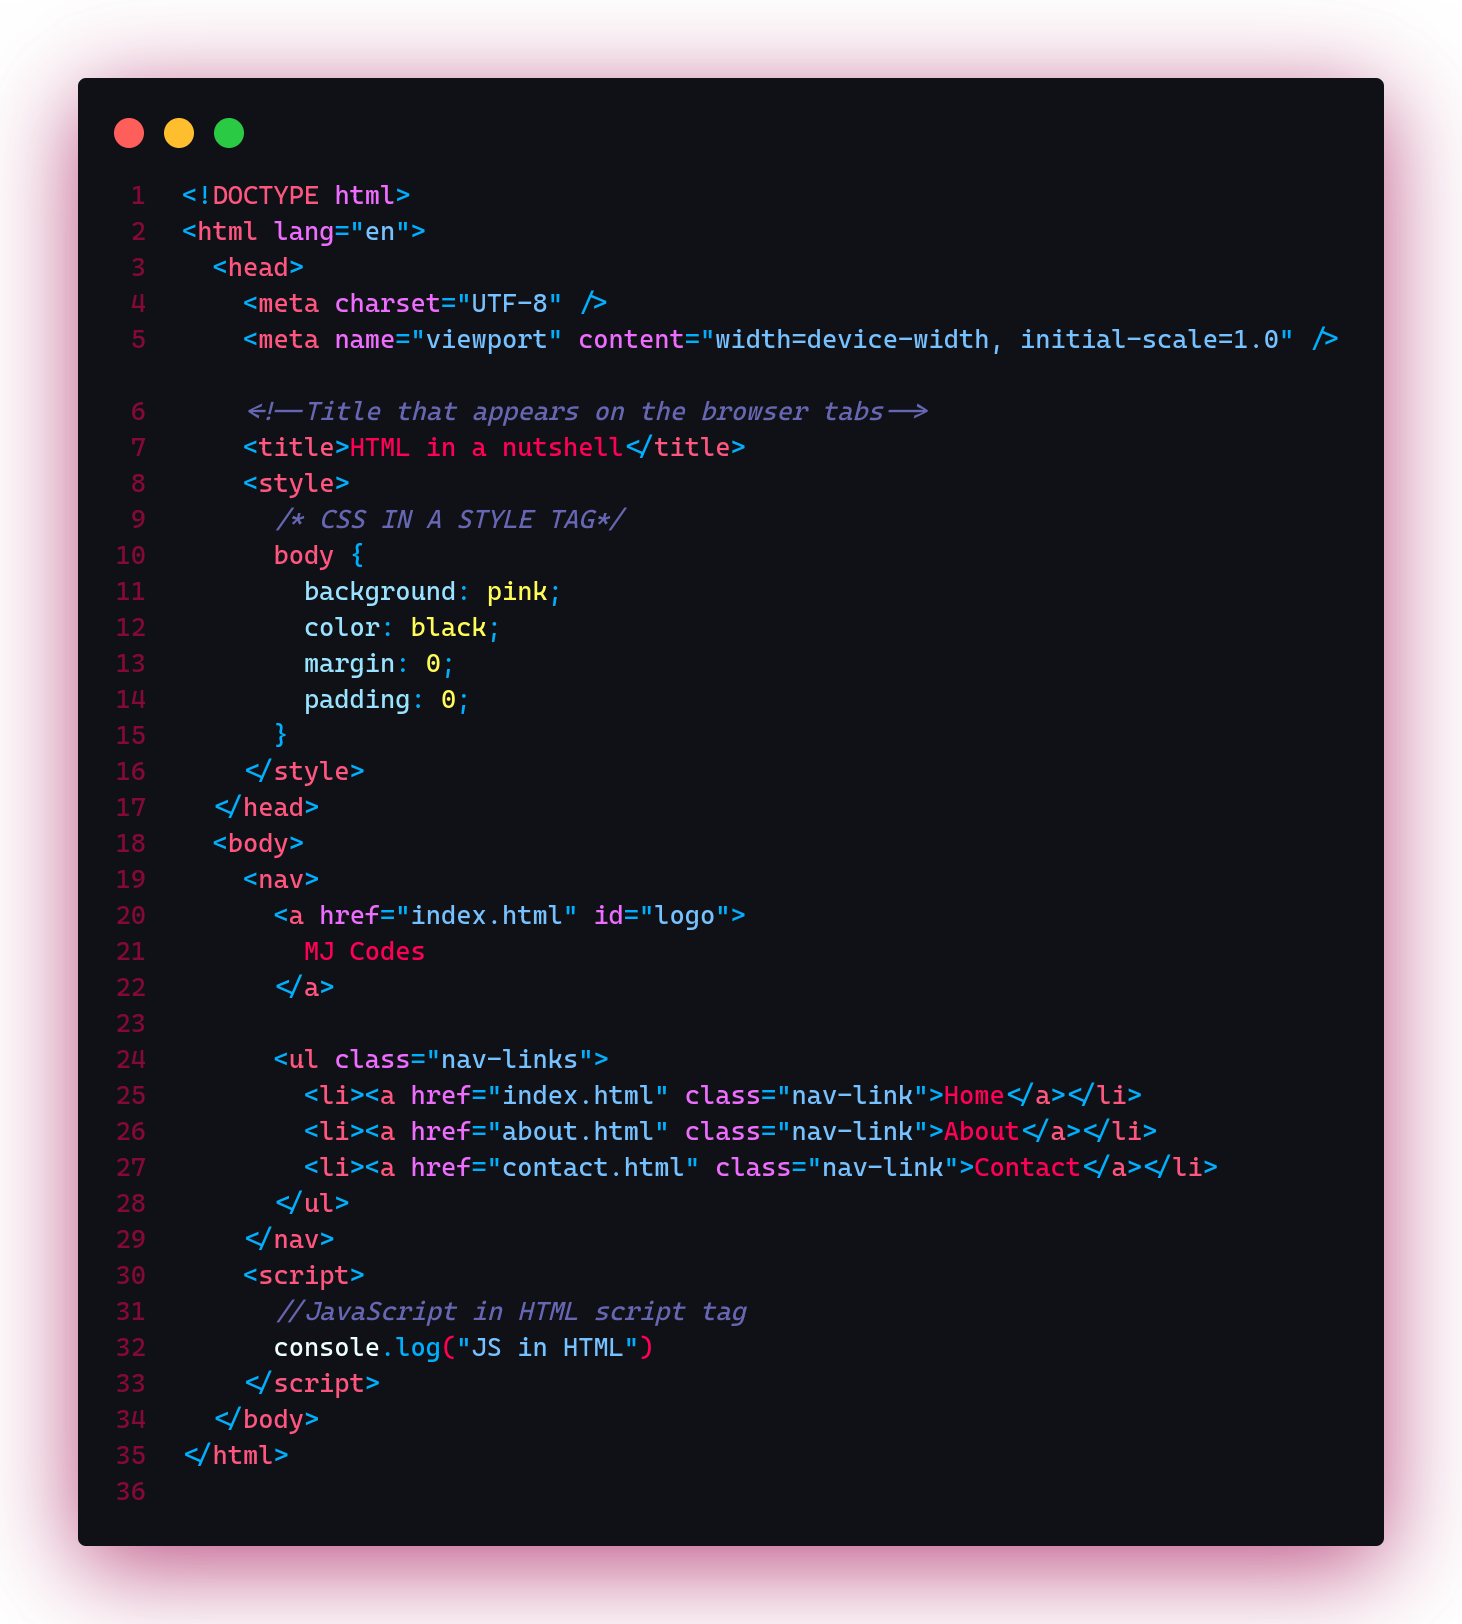 1 <!DOCTYPE html>
2 <html lang="en">
3   <head>
4     <meta charset="UTF-8" />
5     <meta name="viewport" content="width=device-width, initial-scale=1.0" />
6     <!--Title that appears on the browser tabs-->
7     <title>HTML in a nutshell</title>
8     <style>
9       /* CSS IN A STYLE TAG*/
10       body {
11         background: pink;
12         color: black;
13         margin: 0;
14         padding: 0;
15       }
16     </style>
17   </head>
18   <body>
19     <nav>
20       <a href="index.html" id="logo">
21         MJ Codes
22       </a>
23
24       <ul class="nav-links">
25         <li><a href="index.html" class="nav-link">Home</a></li>
26         <li><a href="about.html" class="nav-link">About</a></li>
27         <li><a href="contact.html" class="nav-link">Contact</a></li>
28       </ul>
29     </nav>
30     <script>
31       //JavaScript in HTML script tag
32       console.log("JS in HTML")
33     </script>
34   </body>
35 </html>
36